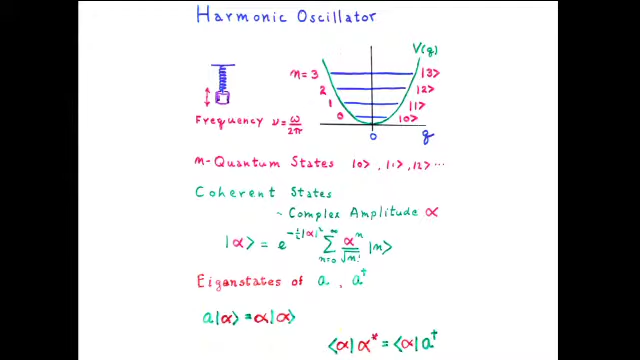 Harmonic Oscillator
V(q)
n=3 |3>
2 |2>
1 |1>
0 |0>
0 q
Frequency ν = ω/2π
n-Quantum States |0>, |1>, |2> ...
Coherent States
~ Complex Amplitude α
|α> = e^{-½|α|²} ∑_{n=0}^{∞} αⁿ/√n! |n>
Eigenstates of a, a†
a|α> = α|α>
<α|α* = <α|a†